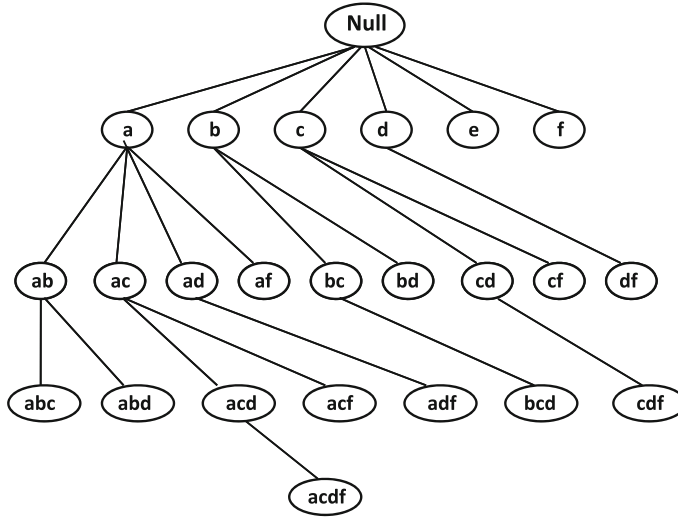 Null
a b c d e f
ab ac ad af bc bd cd cf df
abc abd acd acf adf bcd cdf
acdf